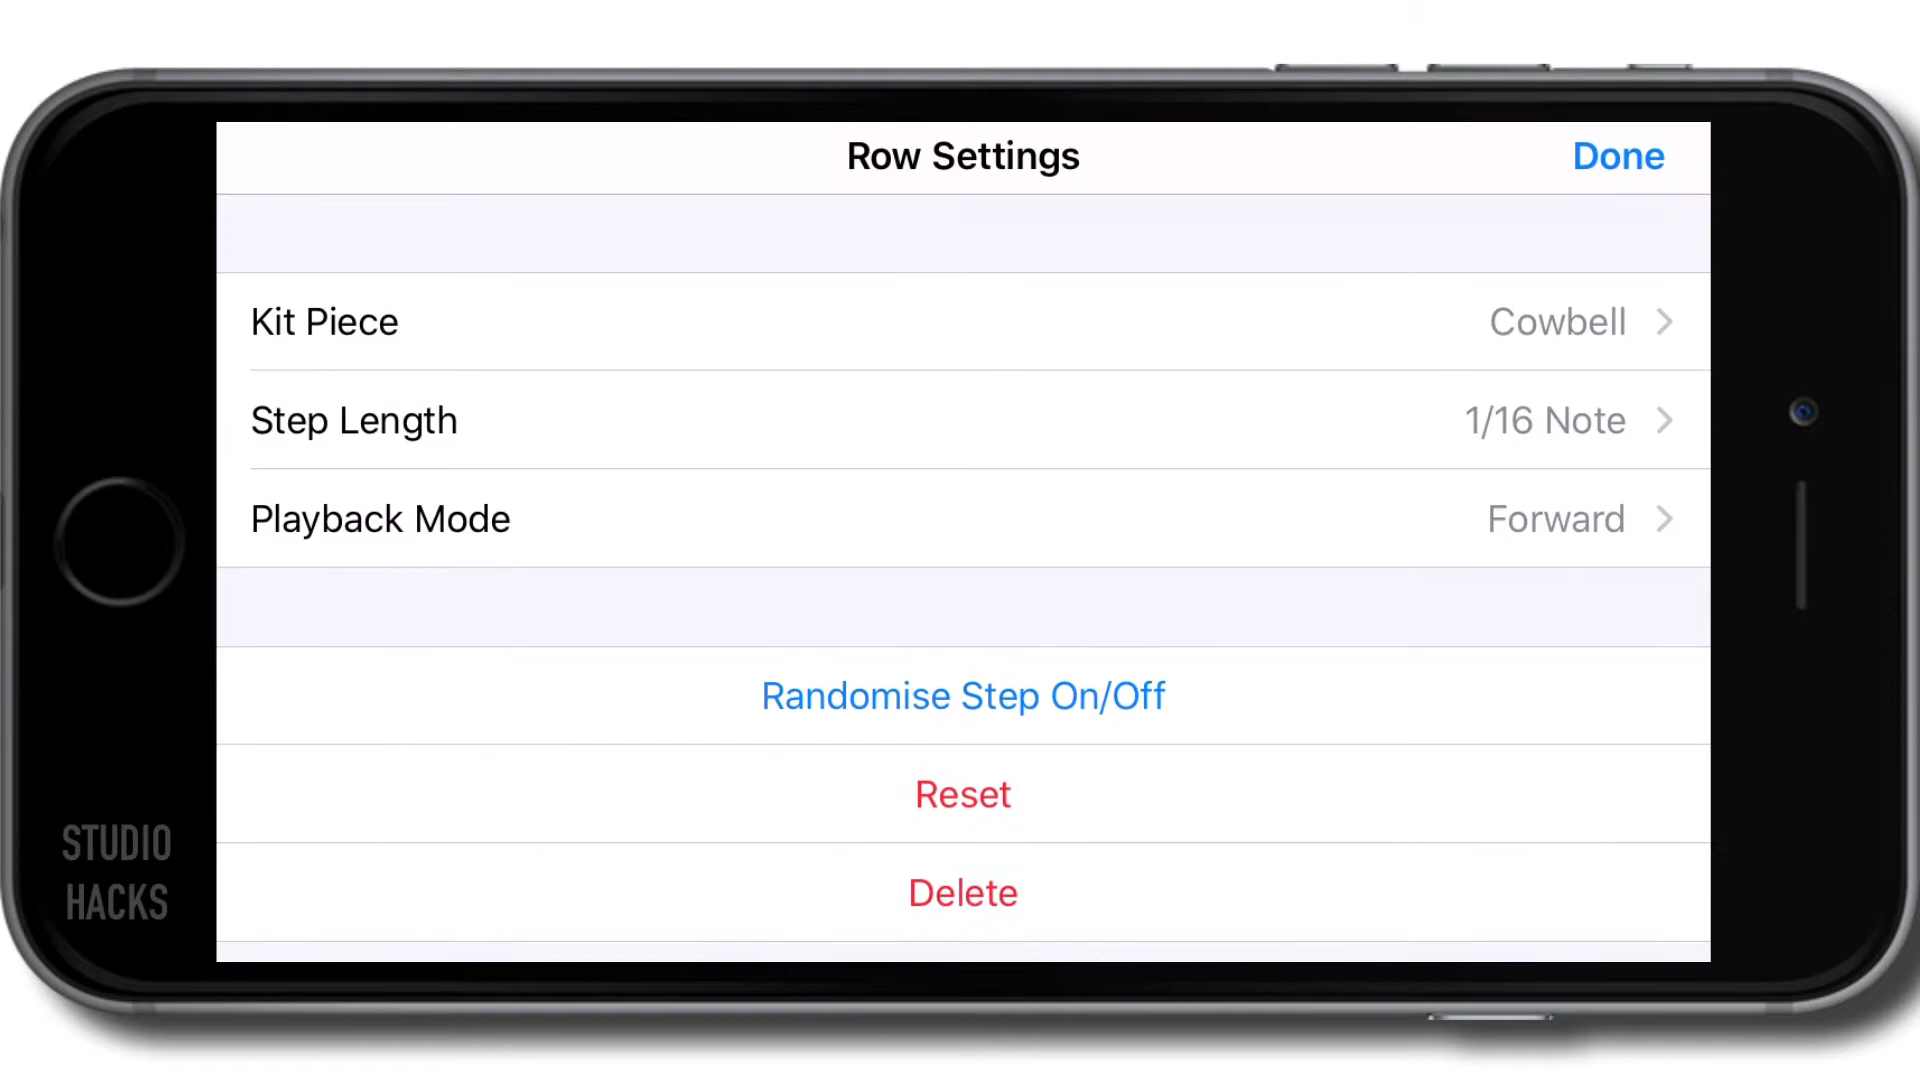 Row Settings
Done
Kit Piece
Cowbell
Step Length
1/16 Note
Playback Mode
Forward
Randomise Step On/Off
Reset
Delete
STUDIO
HACKS